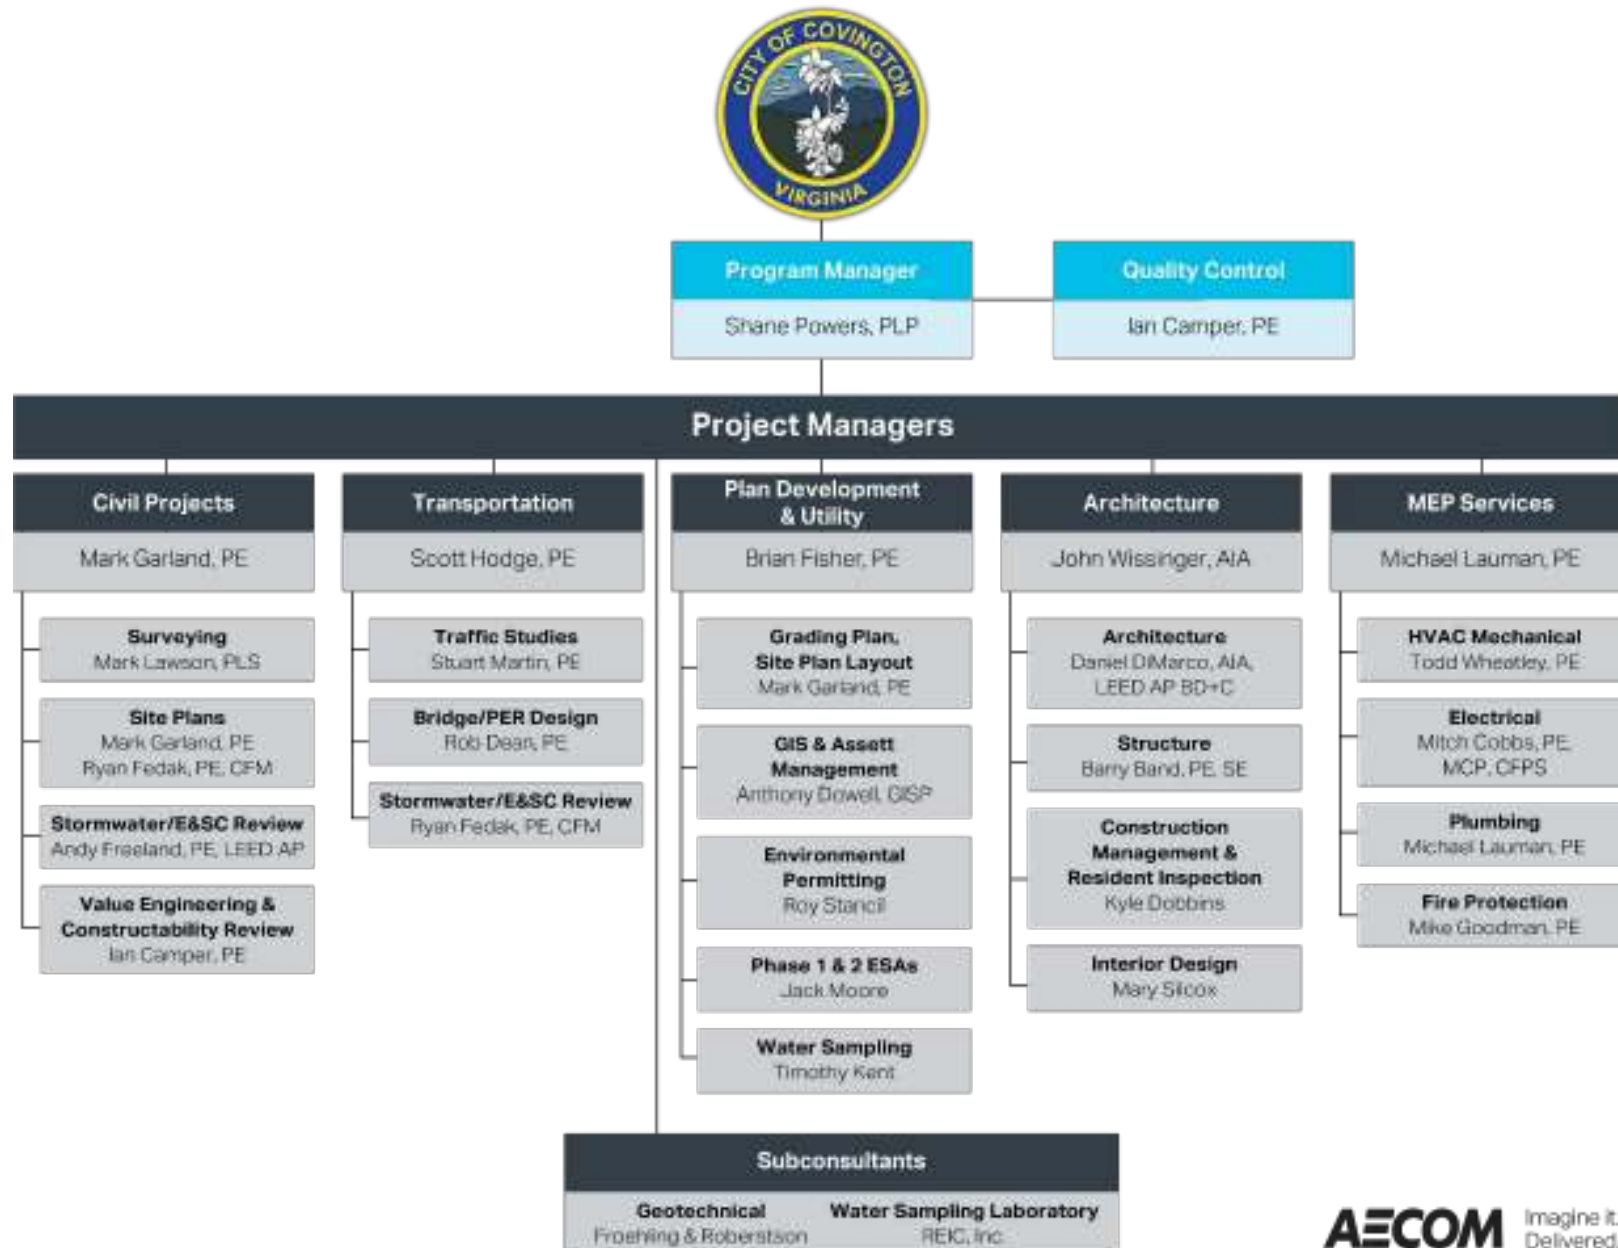 CITY OF COVINGTON
VIRGINIA
Program Manager
Shane Powers, PLP
Quality Control
Ian Camper, PE
Project Managers
Civil Projects
Mark Garland, PE
Surveying
Mark Lawson, PLS
Site Plans
Mark Garland, PE
Ryan Fedak, PE, CFM
Stormwater/E&SC Review
Andy Freeland, PE, LEED AP
Value Engineering &
Constructability Review
Ian Camper, PE
Transportation
Scott Hodge, PE
Traffic Studies
Stuart Martin, PE
Bridge/PER Design
Rob Dean, PE
Stormwater/E&SC Review
Ryan Fedak, PE, CFM
Plan Development
& Utility
Brian Fisher, PE
Grading Plan,
Site Plan Layout
Mark Garland, PE
GIS & Assett
Management
Anthony Dowell, GISP
Environmental
Permitting
Roy Stancil
Phase 1 & 2 ESAs
Jack Moore
Water Sampling
Timothy Kent
Architecture
John Wissinger, AIA
Architecture
Daniel DiMarco, AIA,
LEED AP BD+C
Structure
Barry Band, PE, SE
Construction
Management &
Resident Inspection
Kyle Dobbins
Interior Design
Mary Silcox
MEP Services
Michael Lauman, PE
HVAC Mechanical
Todd Wheatley, PE
Electrical
Mitch Cobbs, PE,
MCP, CFPS
Plumbing
Michael Lauman, PE
Fire Protection
Mike Goodman, PE
Subconsultants
Geotechnical
Froehling & Roberstson
Water Sampling Laboratory
REIC, Inc
AECOM
Imagine it.
Delivered.